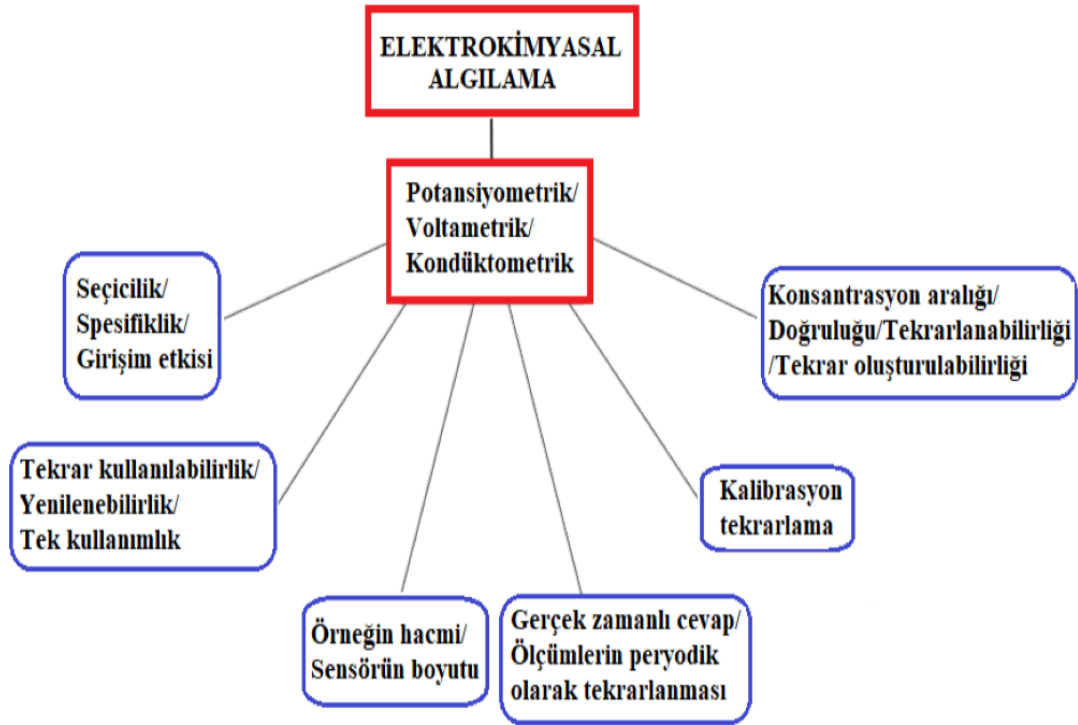 ELEKTROKİMYASAL
ALGILAMA
Potansiyometrik/
Voltametrik/
Kondüktometrik
Seçicilik/
Spesifiklik/
Girişim etkisi
Konsantrasyon aralığı/
Doğruluğu/Tekrarlanabilirliği
/Tekrar oluşturulabilirliği
Tekrar kullanılabilirlik/
Yenilenebilirlik/
Tek kullanımlık
Kalibrasyon
tekrarlama
Örneğin hacmi/
Sensörün boyutu
Gerçek zamanlı cevap/
Ölçümlerin peryodik
olarak tekrarlanması